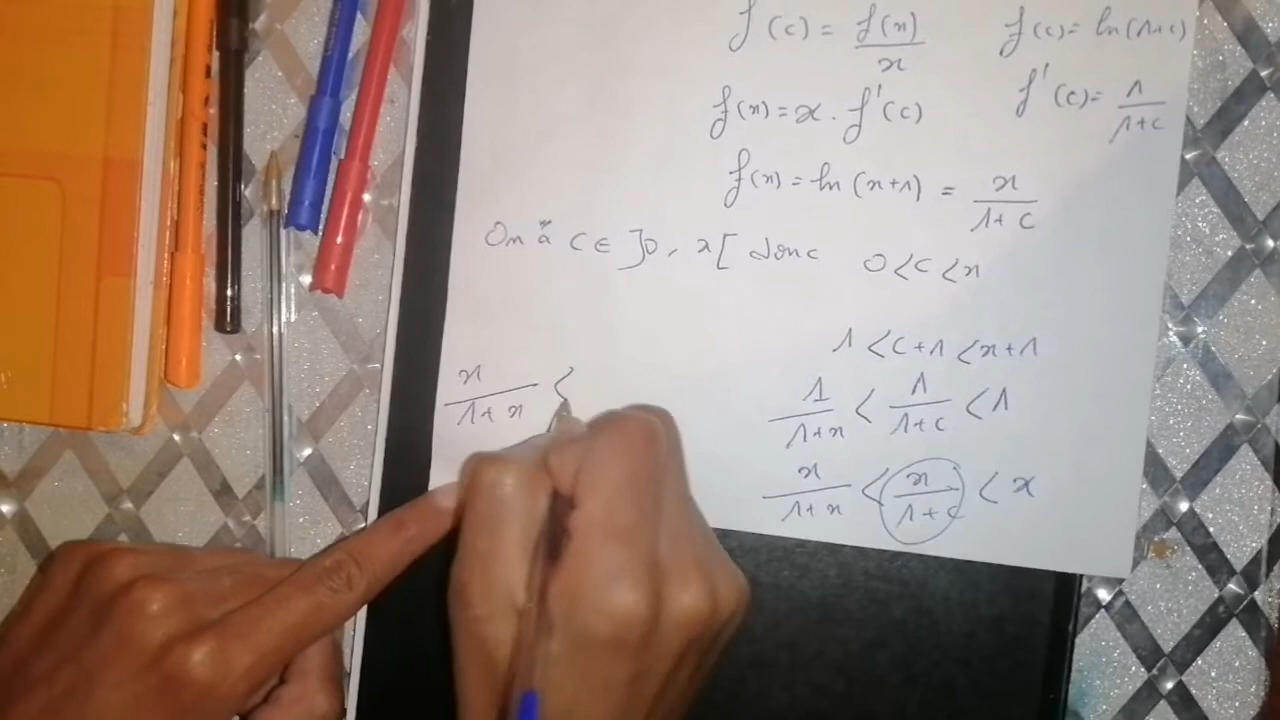 f(c) = f(x)/x    f(c) = ln(1+c)
f(x) = x . f'(c)    f'(c) = 1/1+c
f(x) = ln(x+1) = x/1+c
On a c ∈ ]0, x[ donc 0 < c < x
1 < c+1 < x+1
1/1+x < 1/1+c < 1
x/1+x < x/1+c < x
x/1+x <